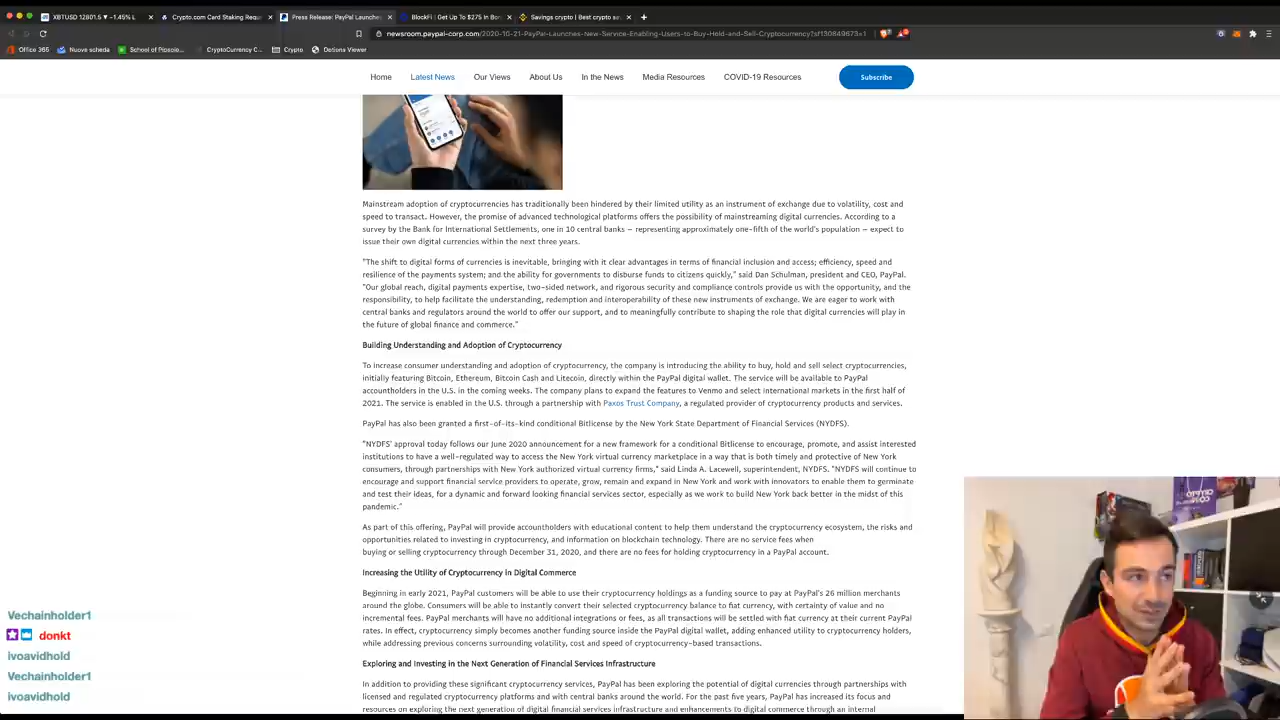 XBTUSD 12801.5 ▼ -1.45% L
Crypto.com Card Staking Requ
Press Release: PayPal Launches
BlockFi | Get Up To $275 in Bo
Savings crypto | Best crypto sa
newsroom.paypal-corp.com/2020-10-21-PayPal-Launches-New-Service-Enabling-Users-to-Buy-Hold-and-Sell-Cryptocurrency?sf130849673=1
Office 365
Nuova scheda
School of Piccolo...
CryptoCurrency C...
Crypto
Options Viewer
Home
Latest News
Our Views
About Us
In the News
Media Resources
COVID-19 Resources
Subscribe
Mainstream adoption of cryptocurrencies has traditionally been hindered by their limited utility as an instrument of exchange due to volatility, cost and
speed to transact. However, the promise of advanced technological platforms offers the possibility of mainstreaming digital currencies. According to a
survey by the Bank for International Settlements, one in 10 central banks – representing approximately one-fifth of the world's population – expect to
issue their own digital currencies within the next three years.
"The shift to digital forms of currencies is inevitable, bringing with it clear advantages in terms of financial inclusion and access; efficiency, speed and
resilience of the payments system; and the ability for governments to disburse funds to citizens quickly," said Dan Schulman, president and CEO, PayPal.
"Our global reach, digital payments expertise, two-sided network, and rigorous security and compliance controls provide us with the opportunity, and the
responsibility, to help facilitate the understanding, redemption and interoperability of these new instruments of exchange. We are eager to work with
central banks and regulators around the world to offer our support, and to meaningfully contribute to shaping the role that digital currencies will play in
the future of global finance and commerce."
Building Understanding and Adoption of Cryptocurrency
To increase consumer understanding and adoption of cryptocurrency, the company is introducing the ability to buy, hold and sell select cryptocurrencies,
initially featuring Bitcoin, Ethereum, Bitcoin Cash and Litecoin, directly within the PayPal digital wallet. The service will be available to PayPal
accountholders in the U.S. in the coming weeks. The company plans to expand the features to Venmo and select international markets in the first half of
2021. The service is enabled in the U.S. through a partnership with Paxos Trust Company, a regulated provider of cryptocurrency products and services.
PayPal has also been granted a first-of-its-kind conditional Bitlicense by the New York State Department of Financial Services (NYDFS).
"NYDFS' approval today follows our June 2020 announcement for a new framework for a conditional Bitlicense to encourage, promote, and assist interested
institutions to have a well-regulated way to access the New York virtual currency marketplace in a way that is both timely and protective of New York
consumers, through partnerships with New York authorized virtual currency firms," said Linda A. Lacewell, superintendent, NYDFS. "NYDFS will continue to
encourage and support financial service providers to operate, grow, remain and expand in New York and work with innovators to enable them to germinate
and test their ideas, for a dynamic and forward looking financial services sector, especially as we work to build New York back better in the midst of this
pandemic."
As part of this offering, PayPal will provide accountholders with educational content to help them understand the cryptocurrency ecosystem, the risks and
opportunities related to investing in cryptocurrency, and information on blockchain technology. There are no service fees when
buying or selling cryptocurrency through December 31, 2020, and there are no fees for holding cryptocurrency in a PayPal account.
Increasing the Utility of Cryptocurrency in Digital Commerce
Beginning in early 2021, PayPal customers will be able to use their cryptocurrency holdings as a funding source to pay at PayPal's 26 million merchants
around the globe. Consumers will be able to instantly convert their selected cryptocurrency balance to fiat currency, with certainty of value and no
incremental fees. PayPal merchants will have no additional integrations or fees, as all transactions will be settled with fiat currency at their current PayPal
rates. In effect, cryptocurrency simply becomes another funding source inside the PayPal digital wallet, adding enhanced utility to cryptocurrency holders,
while addressing previous concerns surrounding volatility, cost and speed of cryptocurrency-based transactions.
Exploring and Investing in the Next Generation of Financial Services Infrastructure
In addition to providing these significant cryptocurrency services, PayPal has been exploring the potential of digital currencies through partnerships with
licensed and regulated cryptocurrency platforms and with central banks around the world. For the past five years, PayPal has increased its focus and
resources on exploring the next generation of digital financial services infrastructure and enhancements to digital commerce through an internal
Vechainholder1
donkt
ivoavidhold
Vechainholder1
ivoavidhold